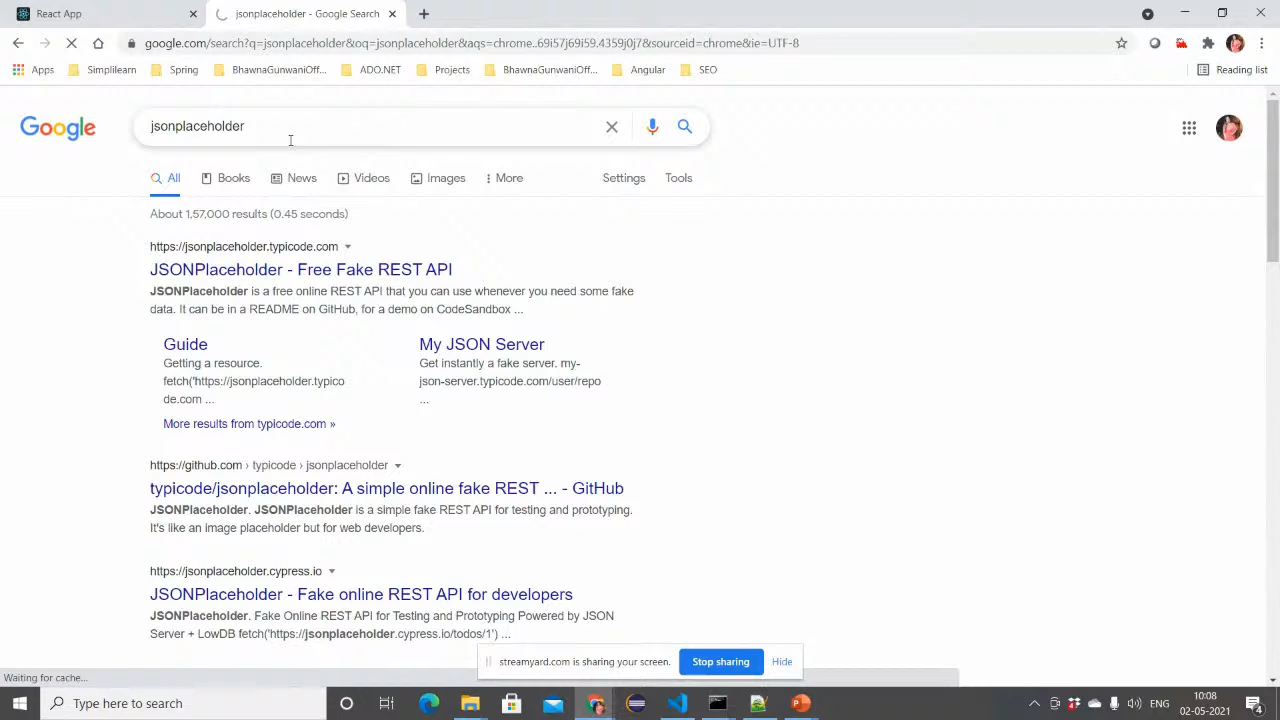 React App
jsonplaceholder - Google Search
google.com/search?q=jsonplaceholder&oq=jsonplaceholder&aqs=chrome..69i57j69i59.4359j0j7&sourceid=chrome&ie=UTF-8
Apps Simplilearn Spring BhawnaGunwaniOff... ADO.NET Projects BhawnaGunwaniOff... Angular SEO Reading list
Google
jsonplaceholder
All Books News Videos Images More Settings Tools
About 1,57,000 results (0.45 seconds)
https://jsonplaceholder.typicode.com
JSONPlaceholder - Free Fake REST API
JSONPlaceholder is a free online REST API that you can use whenever you need some fake
data. It can be in a README on GitHub, for a demo on CodeSandbox ...
Guide
Getting a resource.
fetch('https://jsonplaceholder.typico
de.com ...
My JSON Server
Get instantly a fake server. my-
json-server.typicode.com/user/repo
...
More results from typicode.com »
https://github.com › typicode › jsonplaceholder
typicode/jsonplaceholder: A simple online fake REST ... - GitHub
JSONPlaceholder. JSONPlaceholder is a simple fake REST API for testing and prototyping.
It's like an image placeholder but for web developers.
https://jsonplaceholder.cypress.io
JSONPlaceholder - Fake online REST API for developers
JSONPlaceholder. Fake Online REST API for Testing and Prototyping Powered by JSON
Server + LowDB fetch('https://jsonplaceholder.cypress.io/todos/1') ...
streamyard.com is sharing your screen. Stop sharing Hide
Waiting for cache...
Type here to search
ENG
10:08
02-05-2021
4